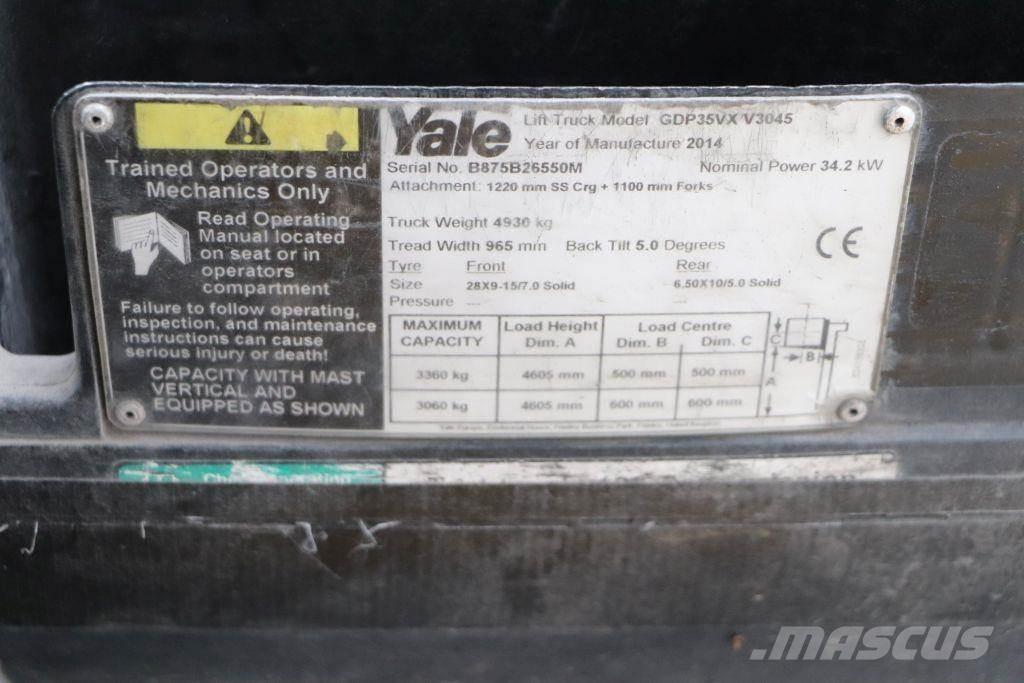 Trained Operators and
Mechanics Only
Read Operating
Manual located
on seat or in
operators
compartment
Failure to follow operating,
inspection, and maintenance
instructions can cause
serious injury or death!
CAPACITY WITH MAST
VERTICAL AND
EQUIPPED AS SHOWN
Yale
Lift Truck Model GDP35VX V3045
Year of Manufacture 2014
Serial No. B875B26550M Nominal Power 34.2 kW
Attachment: 1220 mm SS Crg + 1100 mm Forks
Truck Weight 4930 kg
Tread Width 965 mm Back Tilt 5.0 Degrees
CE
Tyre Front Rear
Size 28X9-15/7.0 Solid 6.50X10/5.0 Solid
Pressure --- ---
MAXIMUM CAPACITY Load Height Dim. A Load Centre Dim. B Dim. C
3360 kg 4605 mm 500 mm 500 mm
3060 kg 4605 mm 600 mm 600 mm
C
B
A
MASCUS